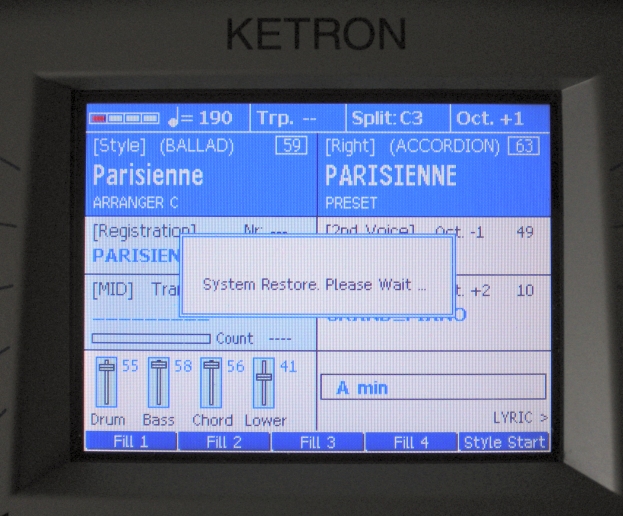 KETRON
= 190 Trp. -- Split: C3 Oct. +1
[Style] (BALLAD) 59 [Right] (ACCORDION) 63
Parisienne PARISIENNE
ARRANGER C PRESET
[Registration] Nr: --- [2nd Voice] Oct. -1 49
PARISIEN
System Restore. Please Wait ...
[MID] Tra t. +2 10
GRAND_PIANO
Count ----
55 58 56 41
A min
Drum Bass Chord Lower LYRIC >
Fill 1 Fill 2 Fill 3 Fill 4 Style Start